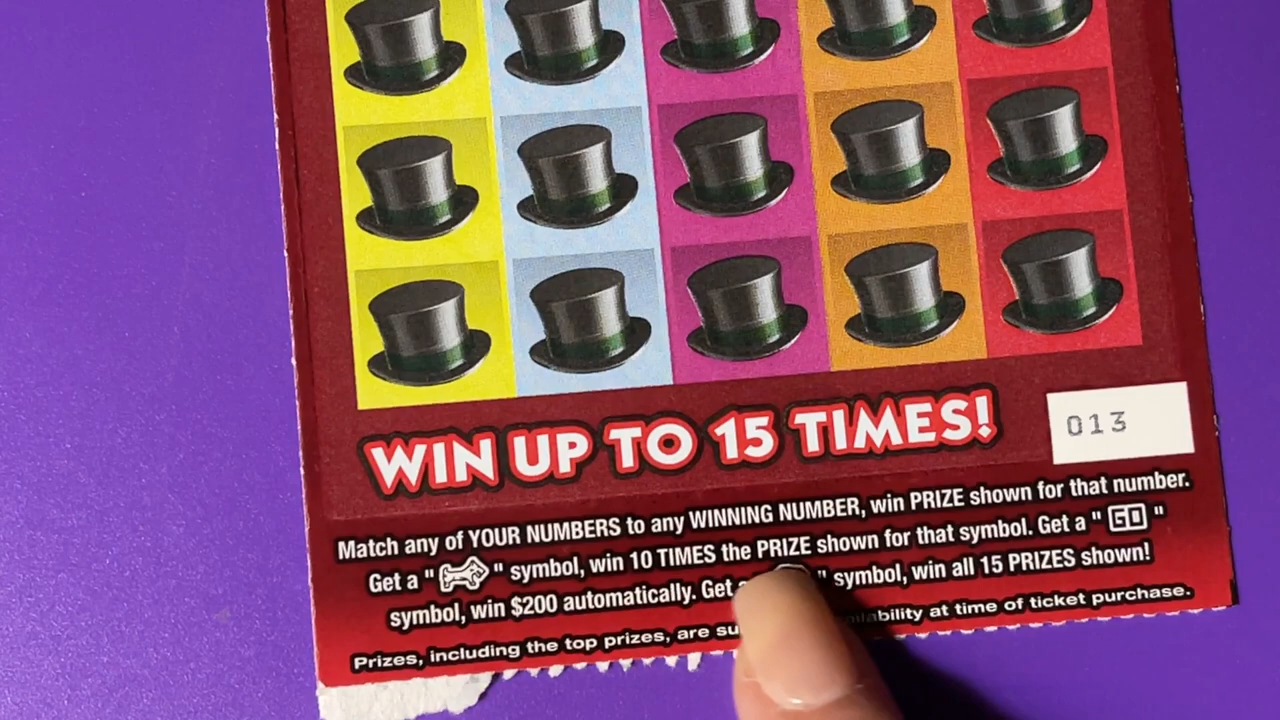 WIN UP TO 15 TIMES!
013
Match any of YOUR NUMBERS to any WINNING NUMBER, win PRIZE shown for that number.
Get a " " symbol, win 10 TIMES the PRIZE shown for that symbol. Get a " GO "
symbol, win $200 automatically. Get " symbol, win all 15 PRIZES shown!
Prizes, including the top prizes, are at time of ticket purchase.